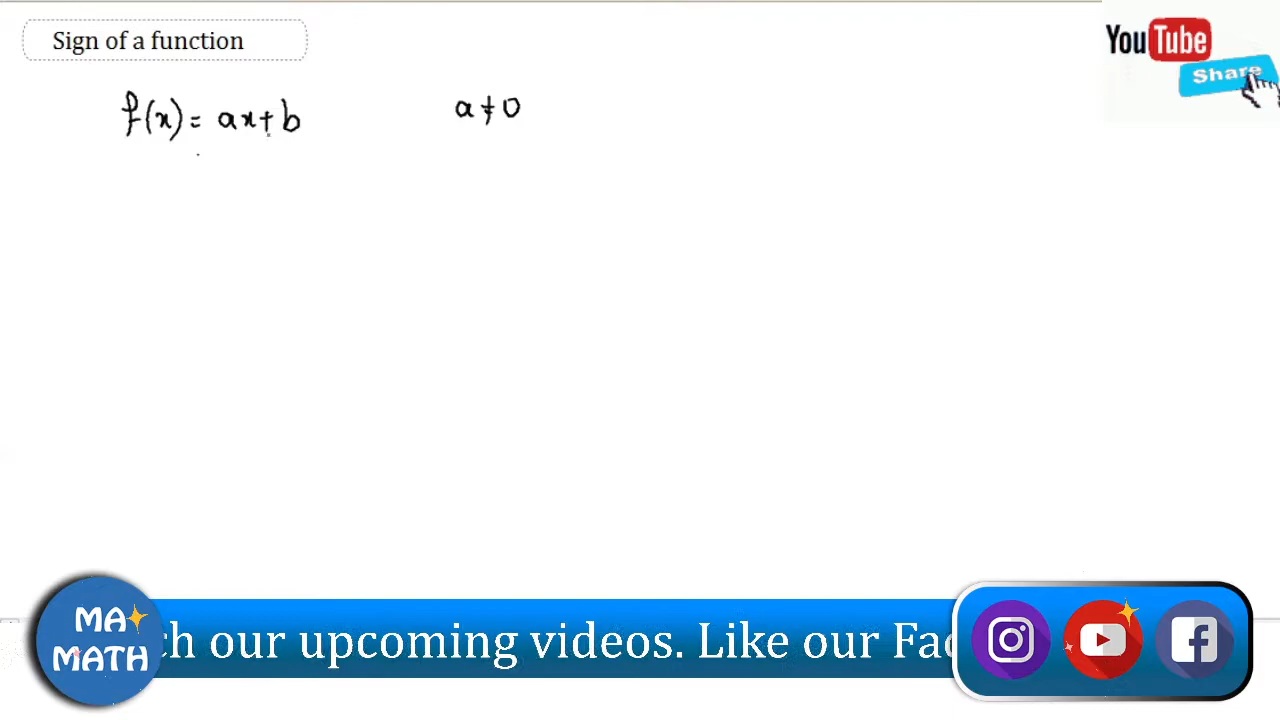 Sign of a function
f(x) = ax + b
a ≠ 0
YouTube
Share
MA
MATH
ch our upcoming videos. Like our Fac